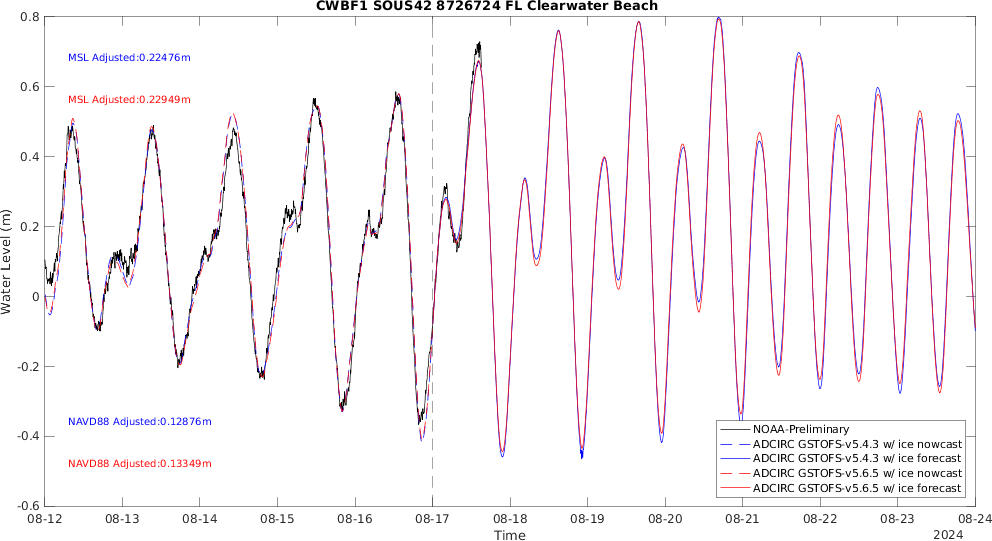 CWBF1 SOUS42 8726724 FL Clearwater Beach
0.8
0.6
0.4
0.2
0
-0.2
-0.4
-0.6
Water Level (m)
MSL Adjusted:0.22476m
MSL Adjusted:0.22949m
NAVD88 Adjusted:0.12876m
NAVD88 Adjusted:0.13349m
NOAA-Preliminary
ADCIRC GSTOFS-v5.4.3 w/ ice nowcast
ADCIRC GSTOFS-v5.4.3 w/ ice forecast
ADCIRC GSTOFS-v5.6.5 w/ ice nowcast
ADCIRC GSTOFS-v5.6.5 w/ ice forecast
08-12 08-13 08-14 08-15 08-16 08-17 08-18 08-19 08-20 08-21 08-22 08-23 08-24
Time
2024